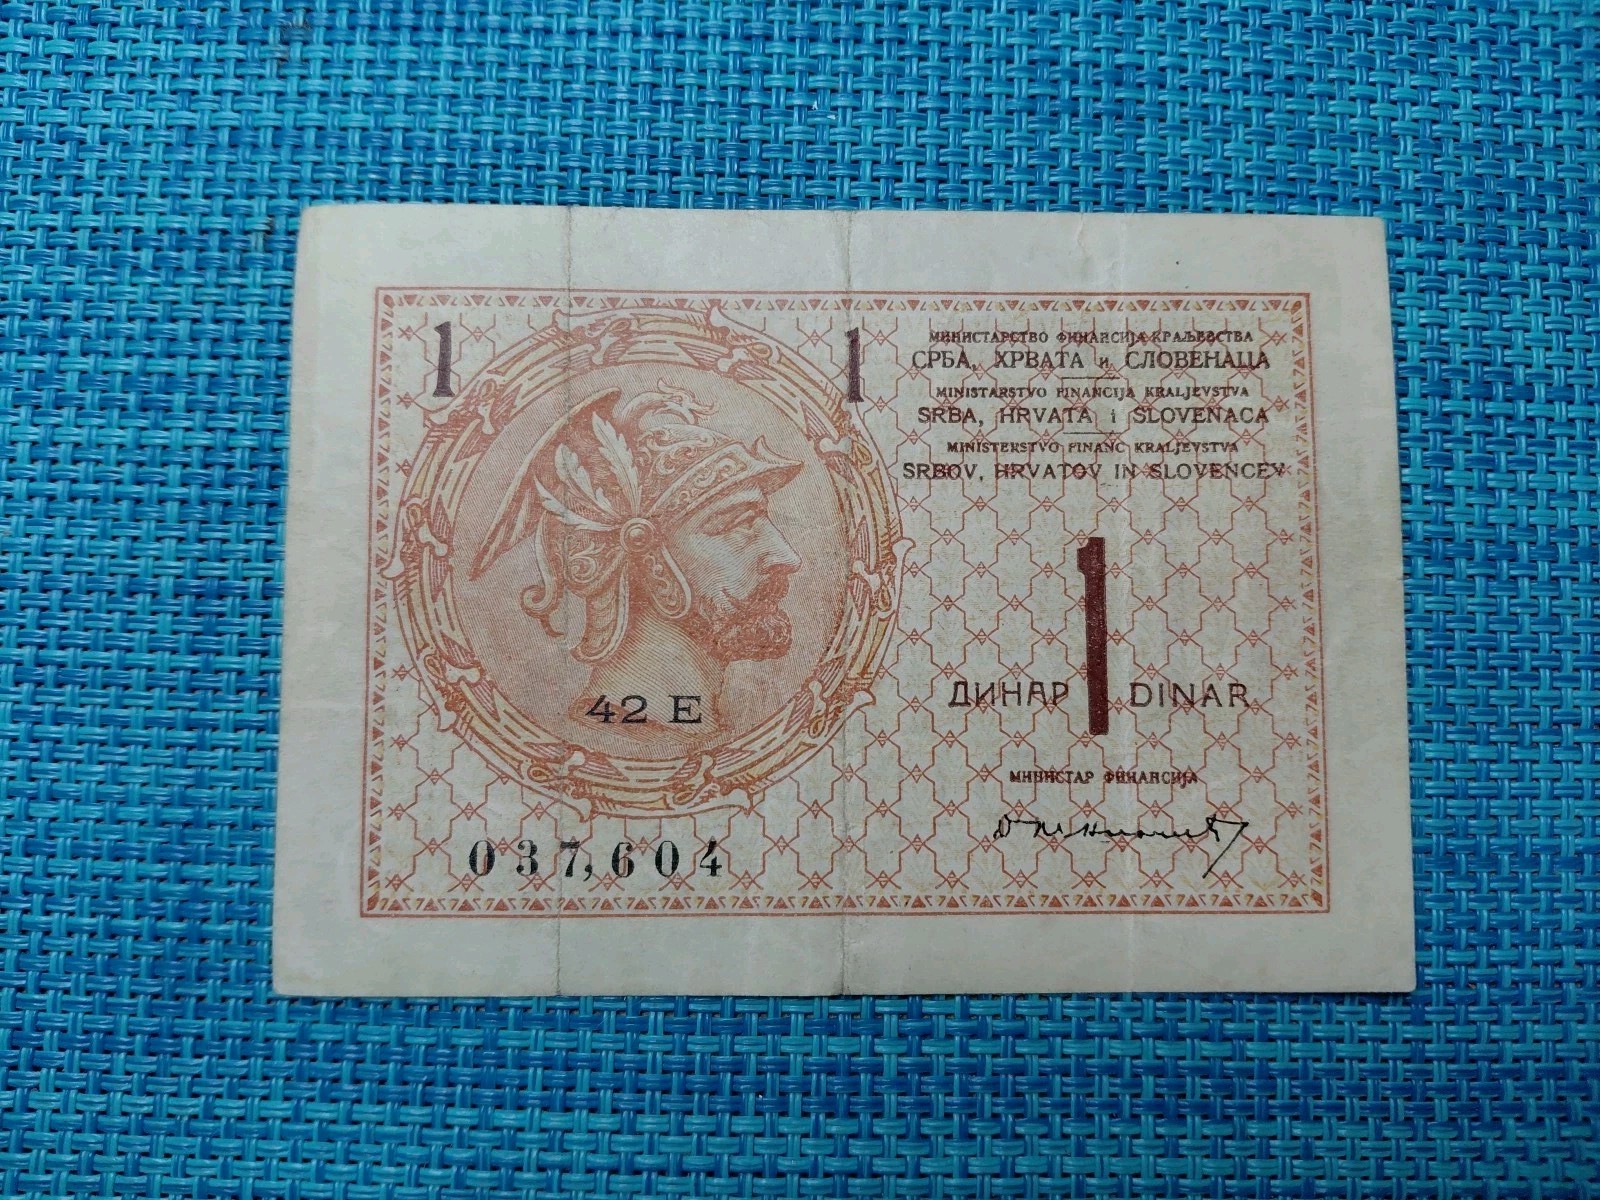 1
1
МИНИСТАРСТВО ФИНАНСИЈА КРАЉЕВСТВА
СРБА, ХРВАТА и СЛОВЕНАЦА
MINISTARSTVO FINANCIJA KRALJEVSTVA
SRBA, HRVATA i SLOVENACA
MINISTERSTVO FINANC KRALJEVSTVA
SRBOV, HRVATOV IN SLOVENCEV
ДИНАР 1 DINAR
42 E
МИНИСТАР ФИНАНСИЈА
037,604